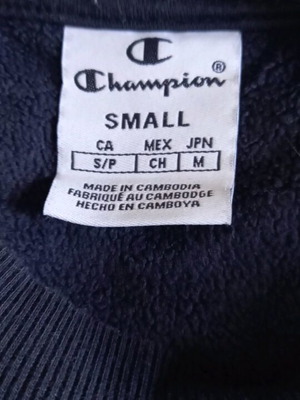 Champion®
SMALL
CA MEX JPN
S/P CH M
MADE IN CAMBODIA
FABRIQUÉ AU CAMBODGE
HECHO EN CAMBOYA